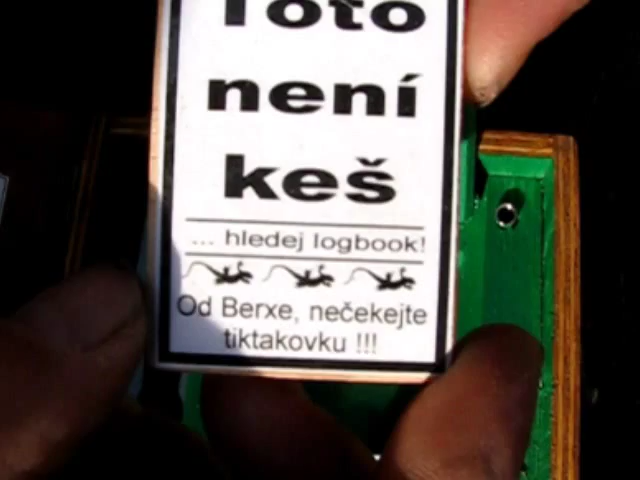 Toto
není
keš
... hledej logbook!
Od Berxe, nečekejte
tiktakovku !!!